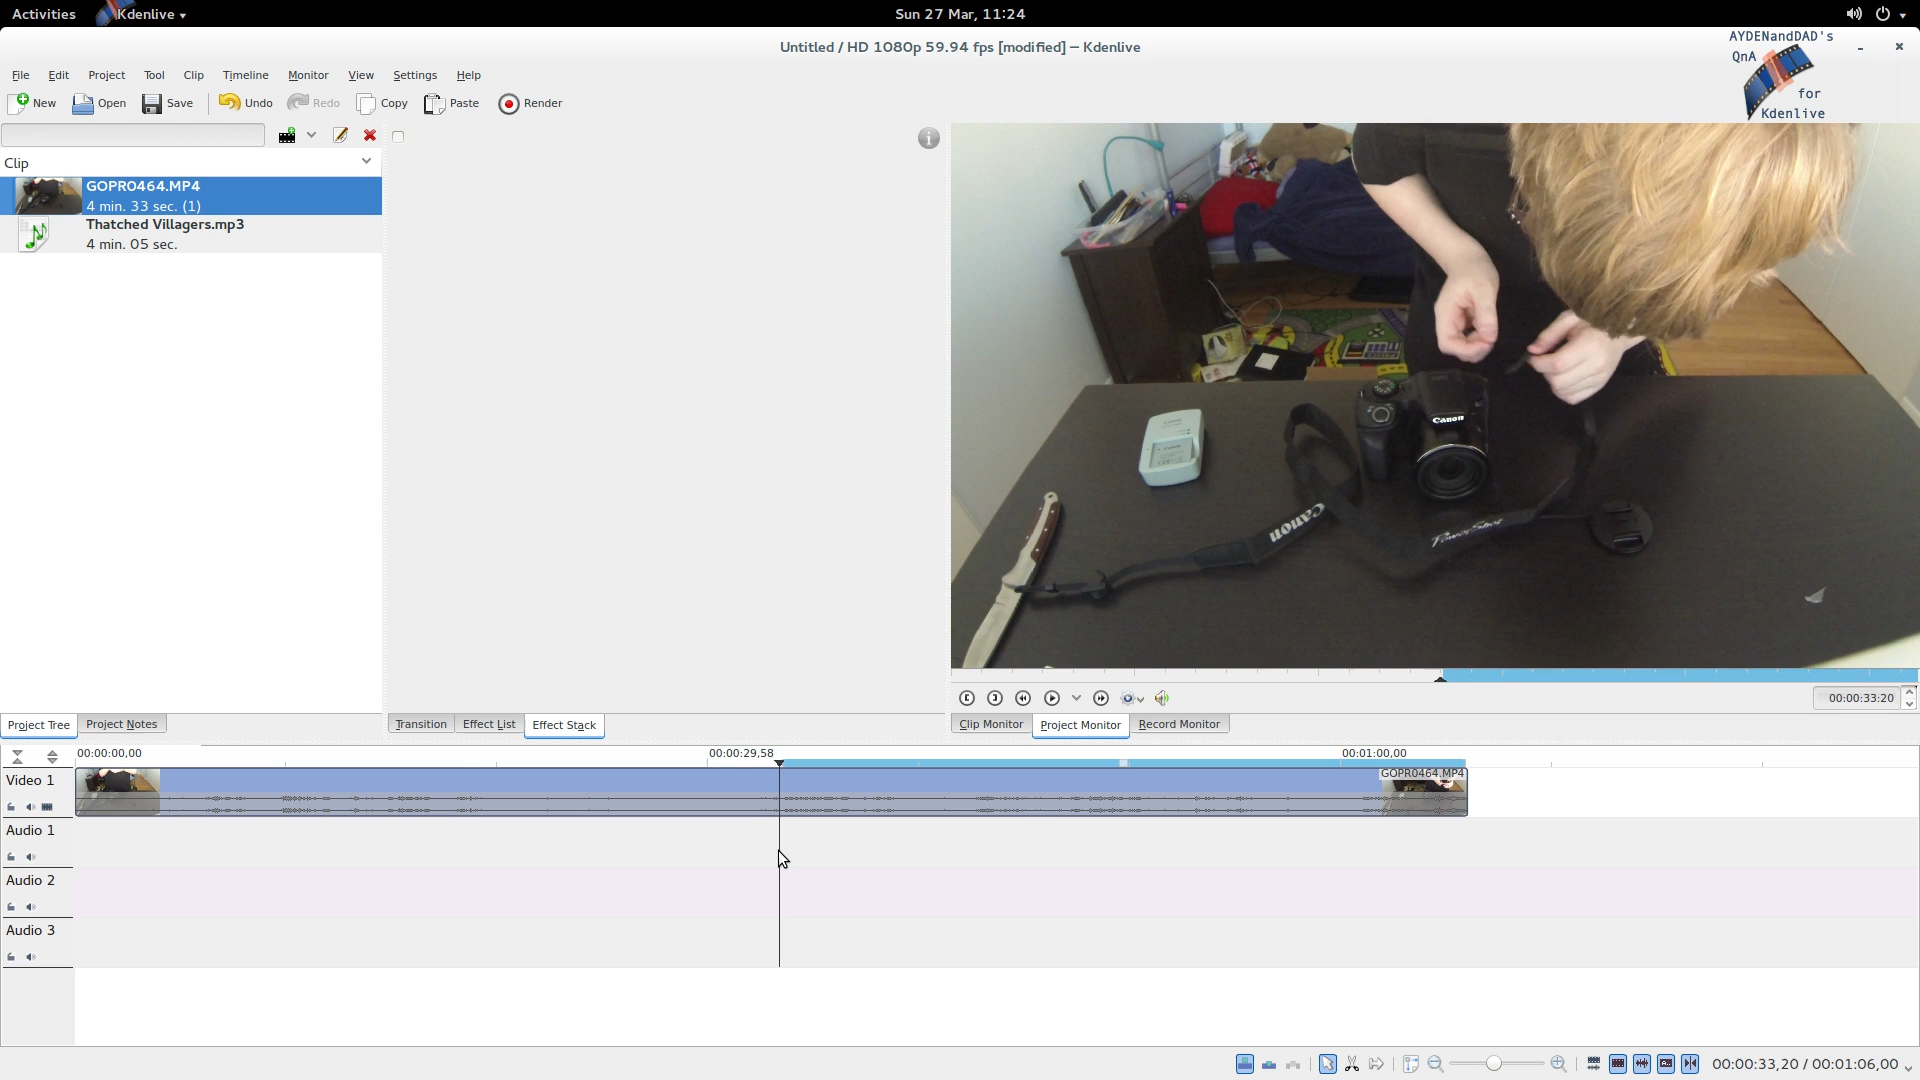 Activities
Kdenlive
Sun 27 Mar, 11:24
Untitled / HD 1080p 59.94 fps [modified] – Kdenlive
AYDENandDAD's
QnA
for
Kdenlive
File Edit Project Tool Clip Timeline Monitor View Settings Help
New Open Save Undo Redo Copy Paste Render
Clip
GOPR0464.MP4
4 min. 33 sec. (1)
Thatched Villagers.mp3
4 min. 05 sec.
Canon
Canon
PowerShot
00:00:33:20
Project Tree Project Notes
Transition Effect List Effect Stack
Clip Monitor Project Monitor Record Monitor
00:00:00,00 00:00:29,58 00:01:00,00
Video 1
GOPR0464.MP4
Audio 1
Audio 2
Audio 3
00:00:33,20 / 00:01:06,00